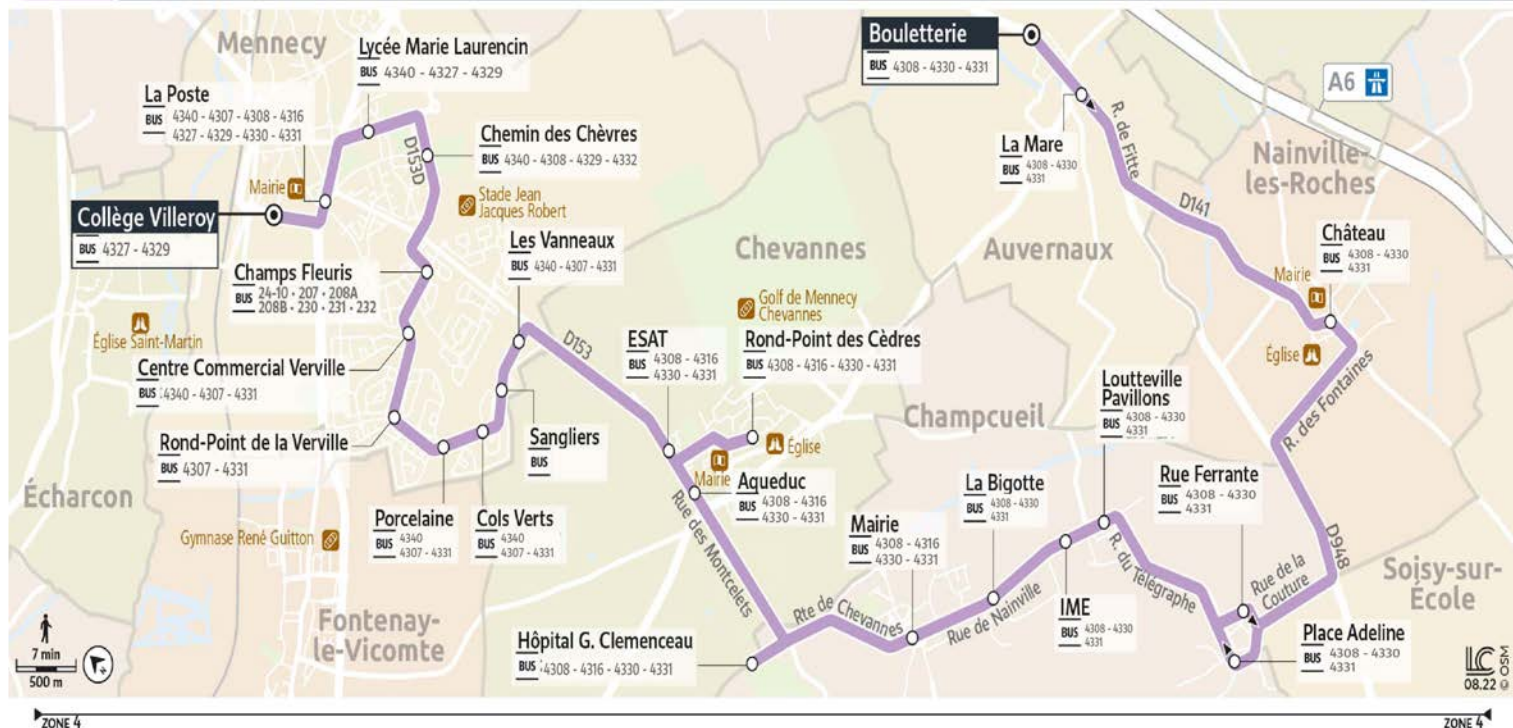 Mennecy
Lycée Marie Laurencin
BUS 4340 - 4327 - 4329
La Poste
BUS 4340 - 4307 - 4308 - 4316
4327 - 4329 - 4330 - 4331
Chemin des Chèvres
BUS 4340 - 4308 - 4329 - 4332
D153D
Mairie
Stade Jean
Jacques Robert
Collège Villeroy
BUS 4327 - 4329
Les Vanneaux
BUS 4340 - 4307 - 4331
Champs Fleuris
BUS 24-10 • 207 • 208A
208B • 230 • 231 • 232
Église Saint-Martin
Centre Commercial Verville
BUS 4340 - 4307 - 4331
Rond-Point de la Verville
BUS 4307 - 4331
Sangliers
BUS
Écharcon
Porcelaine
BUS 4340
4307 - 4331
Cols Verts
BUS 4340
4307 - 4331
Gymnase René Guitton
Fontenay-
le-Vicomte
D153
ESAT
BUS 4308 - 4316
4330 - 4331
Chevannes
Golf de Mennecy
Chevannes
Rond-Point des Cèdres
BUS 4308 - 4316 - 4330 - 4331
Église
Mairie
Aqueduc
BUS 4308 - 4316
4330 - 4331
Rue des Montcelets
Hôpital G. Clemenceau
BUS 4308 - 4316 - 4330 - 4331
Rte de Chevannes
Mairie
BUS 4308 - 4316
4330 - 4331
Champcueil
La Bigotte
BUS 4308 - 4330
4331
Rue de Nainville
IME
BUS 4308 - 4330
4331
Loutteville
Pavillons
BUS 4308 - 4330
4331
R. du Télégraphe
Rue Ferrante
BUS 4308 - 4330
4331
Rue de la
Couture
Place Adeline
BUS 4308 - 4330
4331
D948
Soisy-sur-
École
R. des Fontaines
Bouletterie
BUS 4308 - 4330 - 4331
La Mare
BUS 4308 - 4330
4331
R. de Fitte
Auvernaux
D141
A6
Nainville-
les-Roches
Château
BUS 4308 - 4330
4331
Mairie
Église
7 min
500 m
LC
08.22 © OSM
ZONE 4
ZONE 4